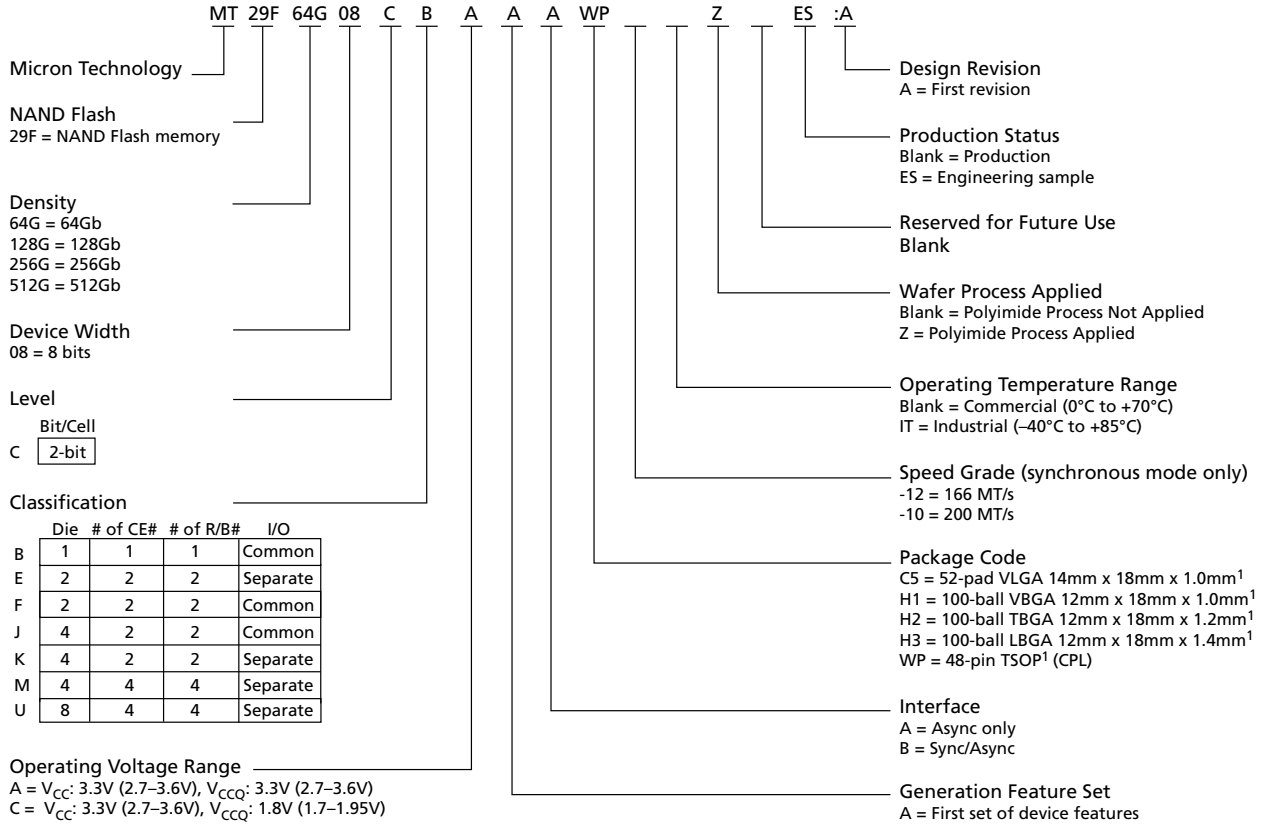 MT 29F 64G 08 C B A A A WP Z ES :A
Micron Technology
NAND Flash
29F = NAND Flash memory
Density
64G = 64Gb
128G = 128Gb
256G = 256Gb
512G = 512Gb
Device Width
08 = 8 bits
Level
Bit/Cell
C 2-bit
Classification
Die # of CE# # of R/B# I/O
B 1 1 1 Common
E 2 2 2 Separate
F 2 2 2 Common
J 4 2 2 Common
K 4 2 2 Separate
M 4 4 4 Separate
U 8 4 4 Separate
Operating Voltage Range
A = VCC: 3.3V (2.7–3.6V), VCCQ: 3.3V (2.7–3.6V)
C = VCC: 3.3V (2.7–3.6V), VCCQ: 1.8V (1.7–1.95V)
Design Revision
A = First revision
Production Status
Blank = Production
ES = Engineering sample
Reserved for Future Use
Blank
Wafer Process Applied
Blank = Polyimide Process Not Applied
Z = Polyimide Process Applied
Operating Temperature Range
Blank = Commercial (0°C to +70°C)
IT = Industrial (–40°C to +85°C)
Speed Grade (synchronous mode only)
-12 = 166 MT/s
-10 = 200 MT/s
Package Code
C5 = 52-pad VLGA 14mm x 18mm x 1.0mm1
H1 = 100-ball VBGA 12mm x 18mm x 1.0mm1
H2 = 100-ball TBGA 12mm x 18mm x 1.2mm1
H3 = 100-ball LBGA 12mm x 18mm x 1.4mm1
WP = 48-pin TSOP1 (CPL)
Interface
A = Async only
B = Sync/Async
Generation Feature Set
A = First set of device features